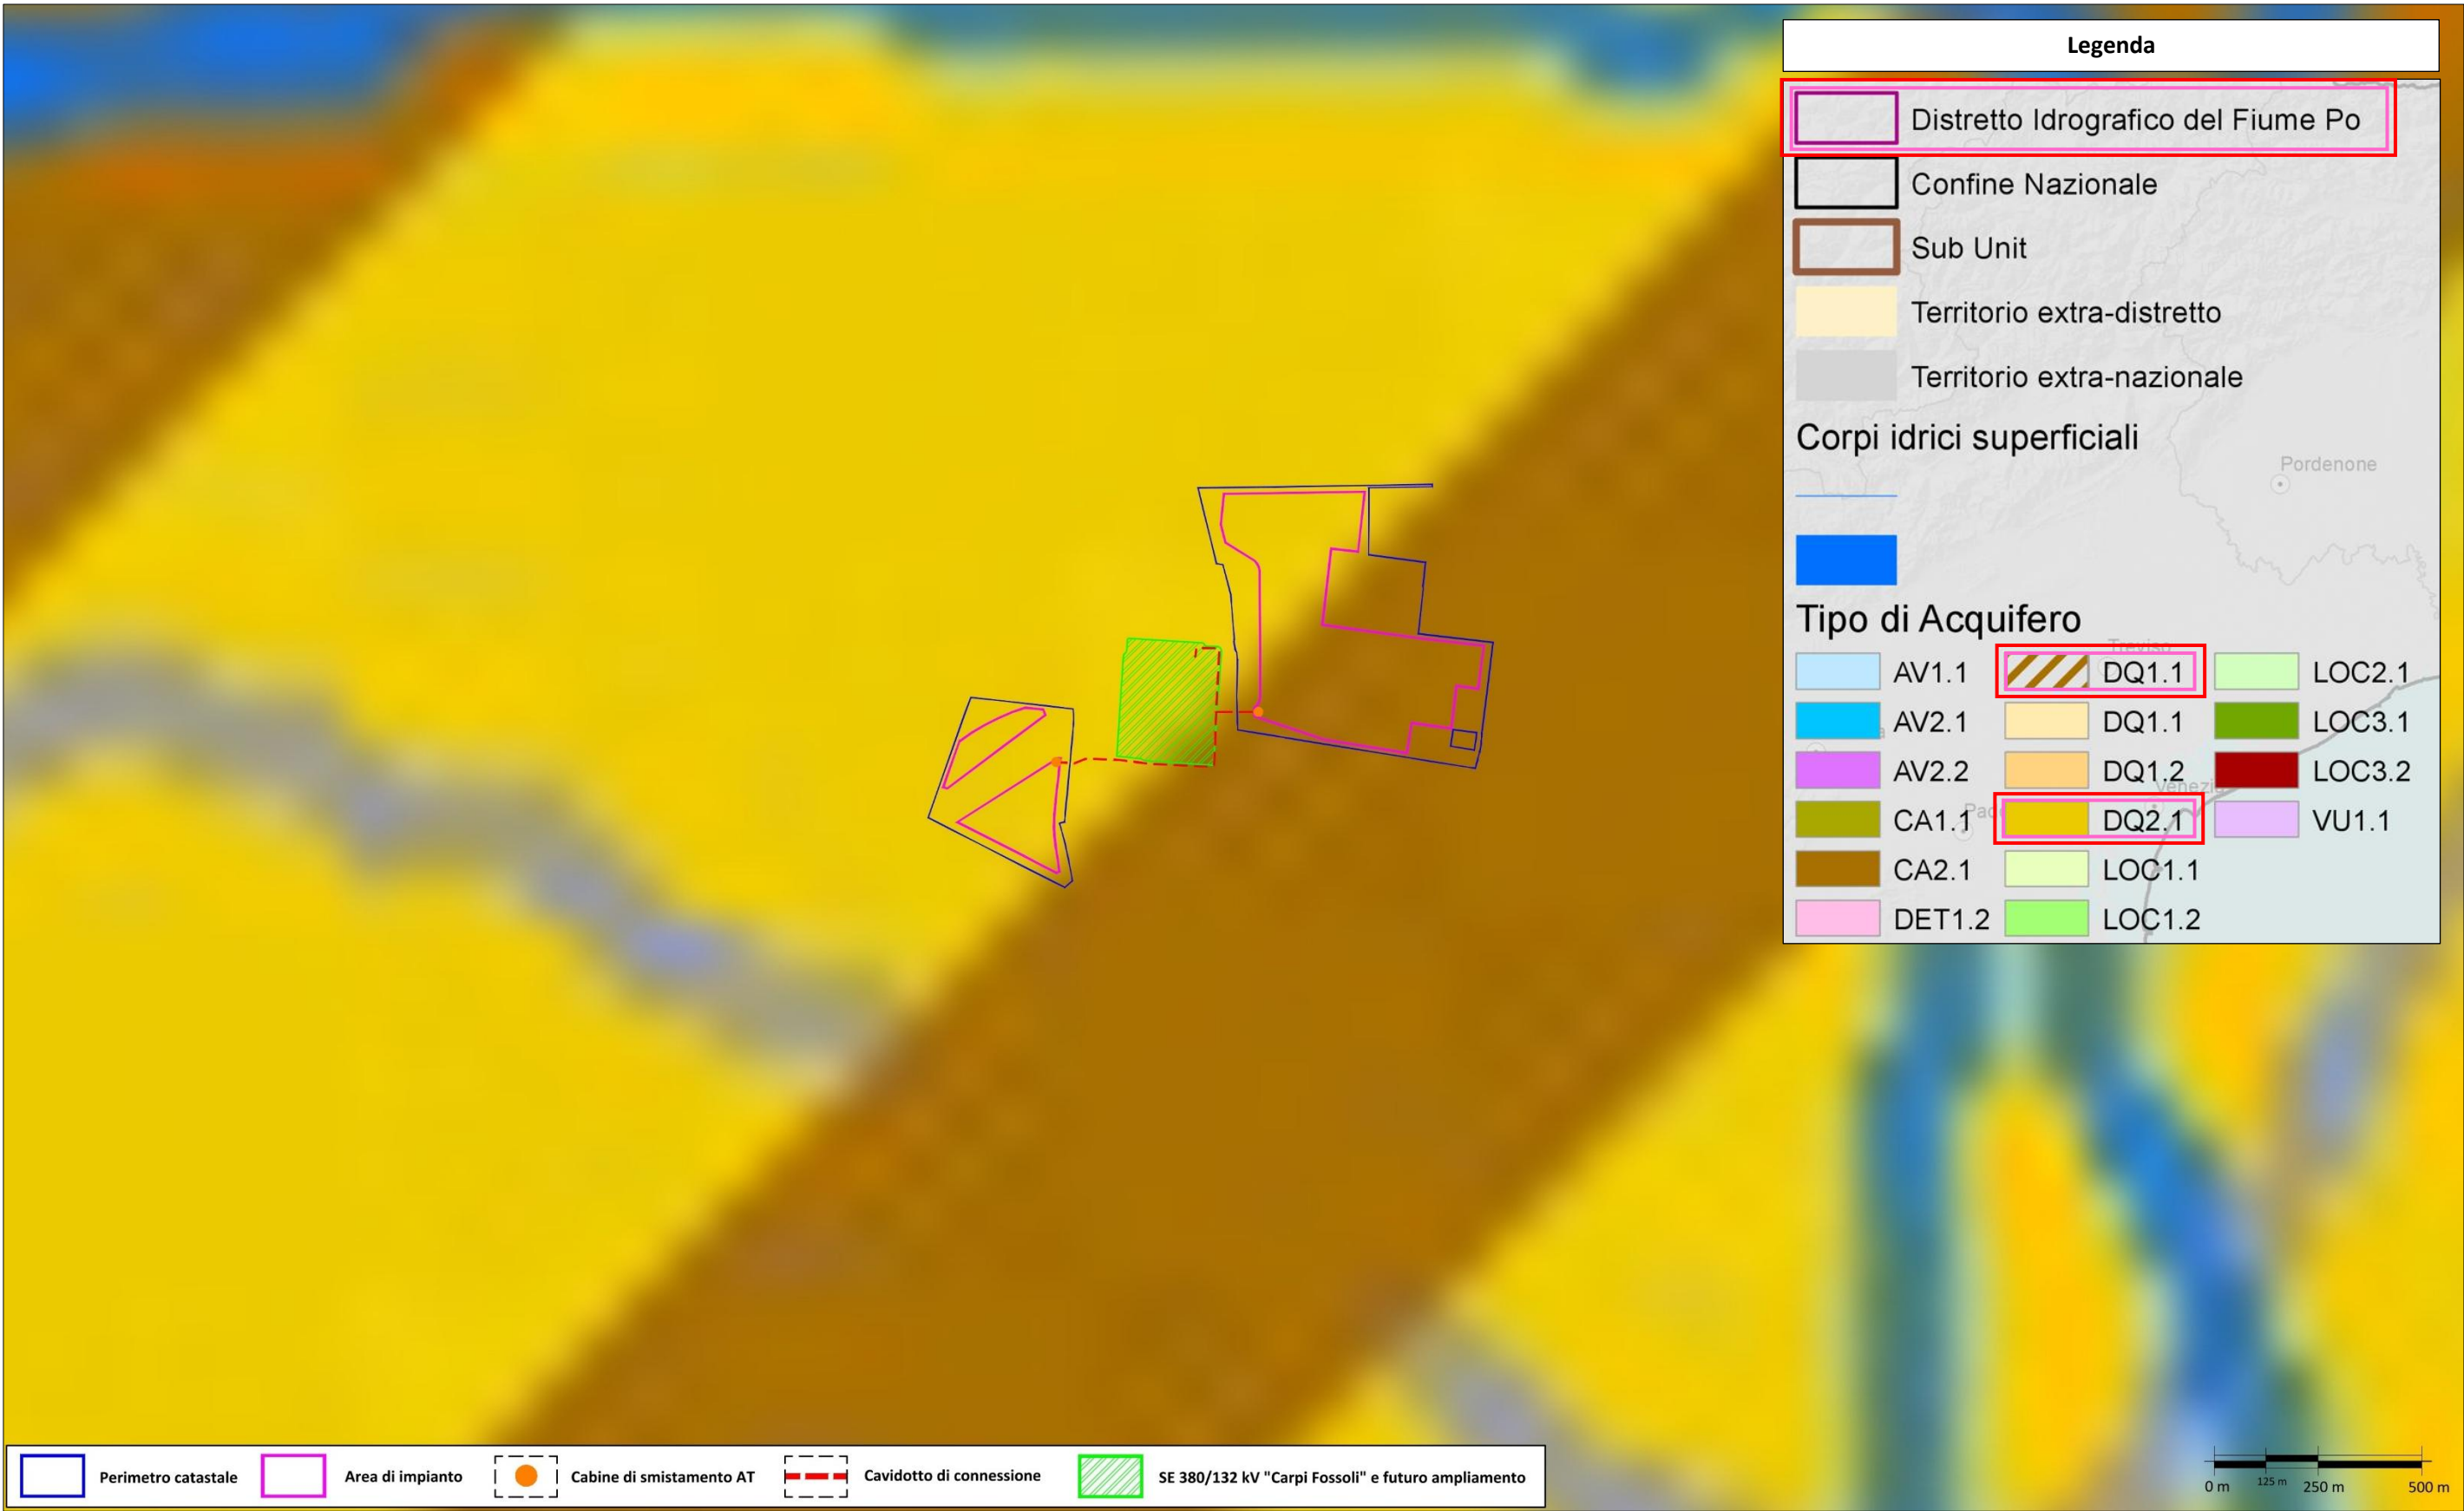 Legenda
Distretto Idrografico del Fiume Po
Confine Nazionale
Sub Unit
Territorio extra-distretto
Territorio extra-nazionale
Corpi idrici superficiali
Pordenone
Tipo di Acquifero
Treviso
AV1.1 DQ1.1 LOC2.1
AV2.1 DQ1.1 LOC3.1
AV2.2 DQ1.2 LOC3.2
Venezia
CA1.1 DQ2.1 VU1.1
CA2.1 LOC1.1
DET1.2 LOC1.2
Perimetro catastale
Area di impianto
Cabine di smistamento AT
Cavidotto di connessione
SE 380/132 kV "Carpi Fossoli" e futuro ampliamento
0 m 125 m 250 m 500 m